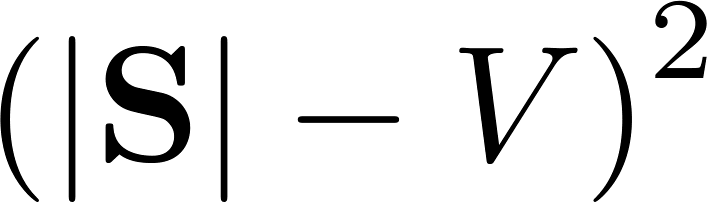 (|𝐒| − V)²